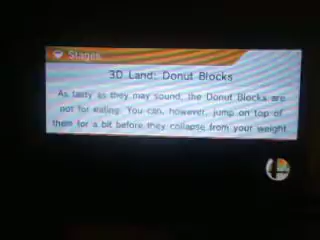 Stages
3D Land: Donut Blocks
As tasty as they may sound, the Donut Blocks are
not for eating. You can, however, jump on top of
them for a bit before they collapse from your weight.